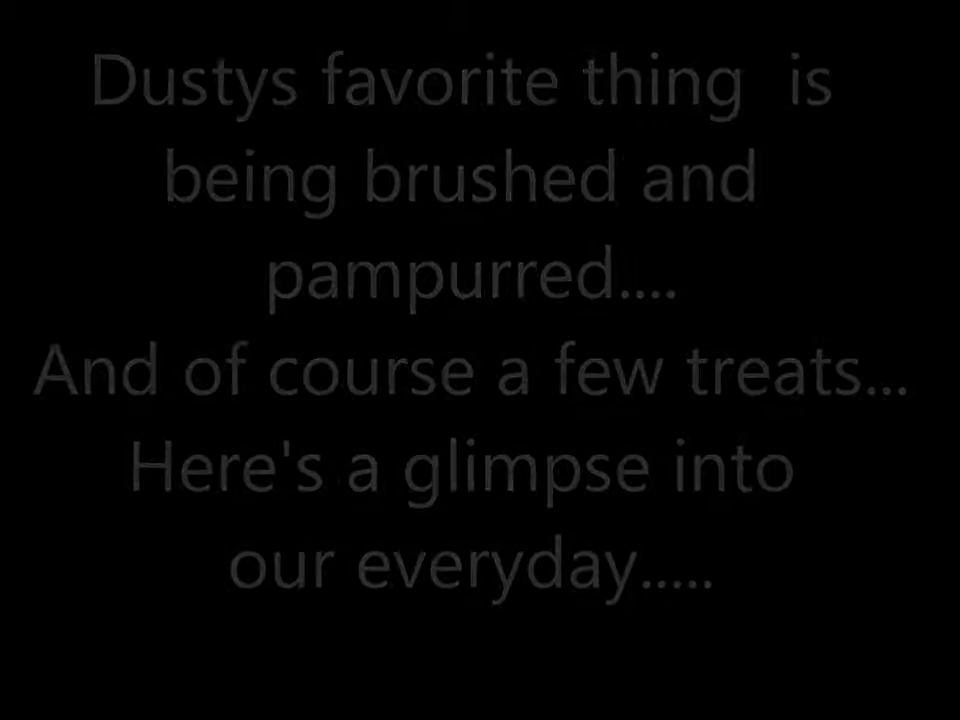 Dustys favorite thing  is
being brushed and
pampurred....
And of course a few treats...
Here's a glimpse into
our everyday.....